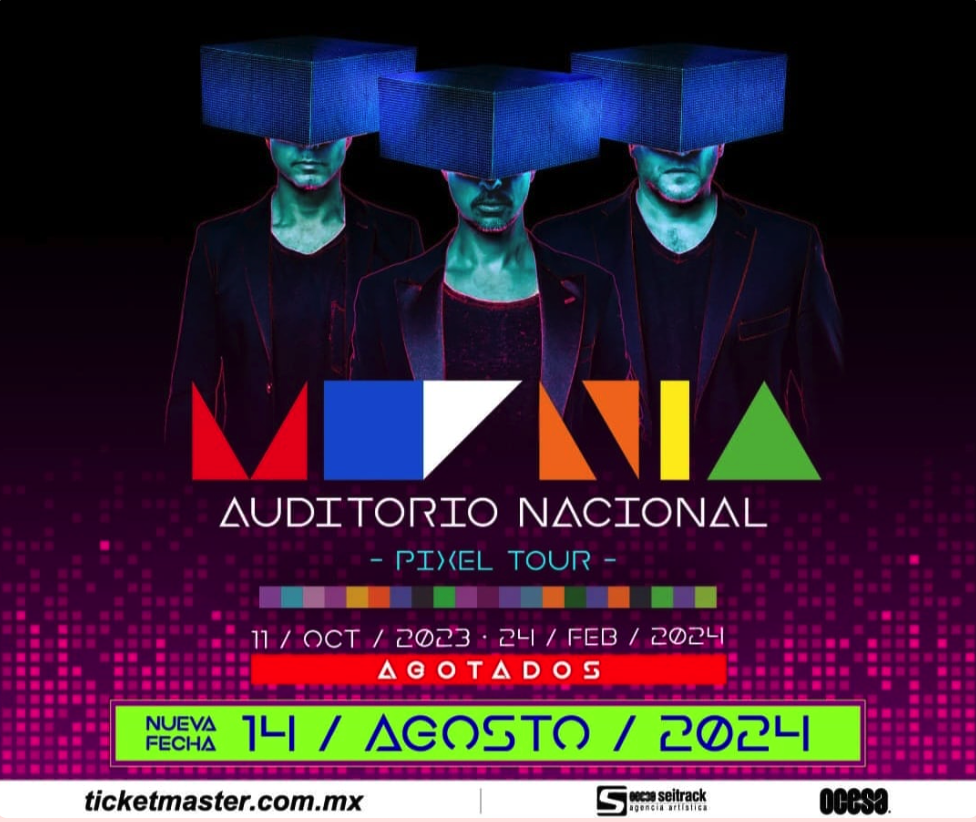 MOENIA
AUDITORIO NACIONAL
- PIXEL TOUR -
11 / OCT / 2023 · 24 / FEB / 2024
AGOTADOS
NUEVA FECHA 14 / AGOSTO / 2024
ticketmaster.com.mx
ocesa seitrack
agencia artística
ocesa.